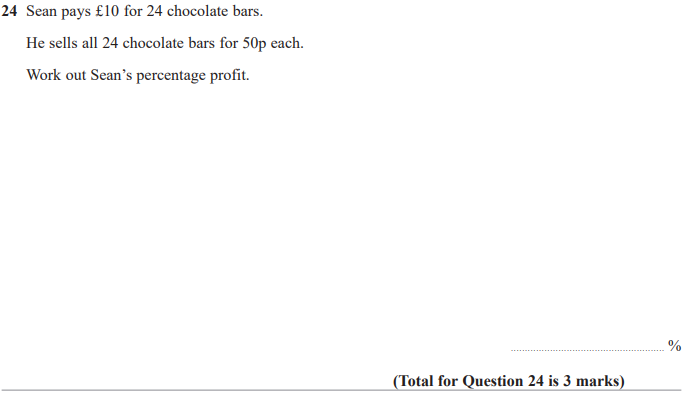 24 Sean pays £10 for 24 chocolate bars.
He sells all 24 chocolate bars for 50p each.
Work out Sean’s percentage profit.
.......................................................%
(Total for Question 24 is 3 marks)